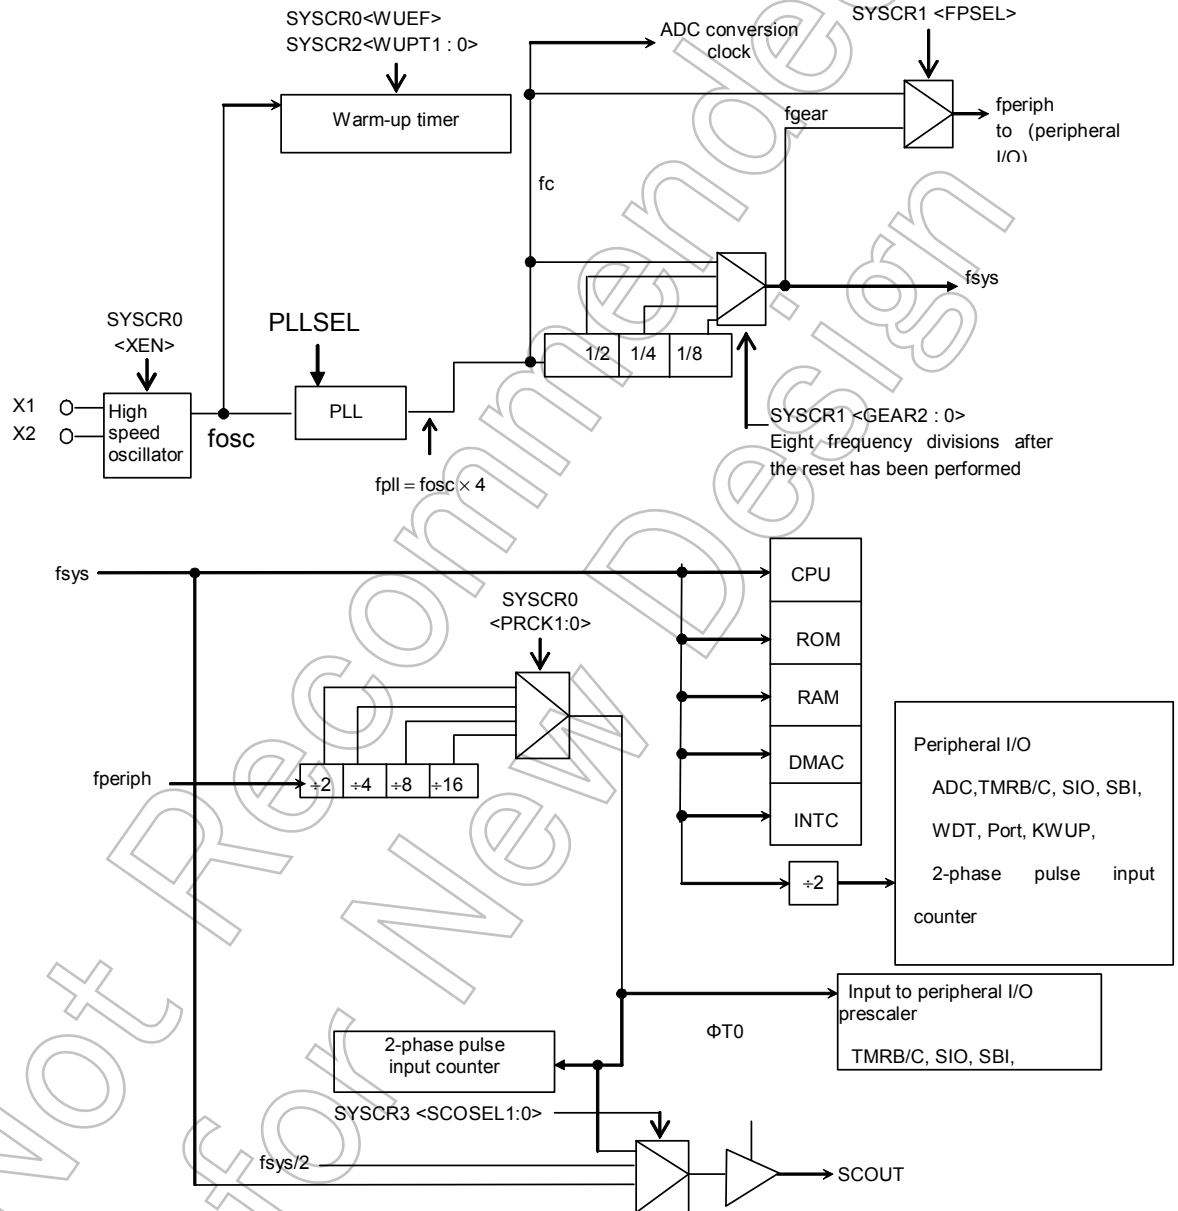 SYSCR0<WUEF>
SYSCR2<WUPT1 : 0>
SYSCR1 <FPSEL>
ADC conversion
clock
Warm-up timer
fgear
fperiph
to (peripheral
I/O)
fc
fsys
SYSCR0
<XEN>
PLLSEL
1/2
1/4
1/8
X1
X2
High
speed
oscillator
fosc
PLL
fpll = fosc × 4
SYSCR1 <GEAR2 : 0>
Eight frequency divisions after
the reset has been performed
fsys
SYSCR0
<PRCK1:0>
CPU
ROM
RAM
DMAC
INTC
fperiph
÷2
÷4
÷8
÷16
÷2
Peripheral I/O
ADC,TMRB/C, SIO, SBI,
WDT, Port, KWUP,
2-phase pulse input
counter
Input to peripheral I/O
prescaler
TMRB/C, SIO, SBI,
ΦT0
2-phase pulse
input counter
SYSCR3 <SCOSEL1:0>
fsys/2
SCOUT
Not Recommended
for New Design